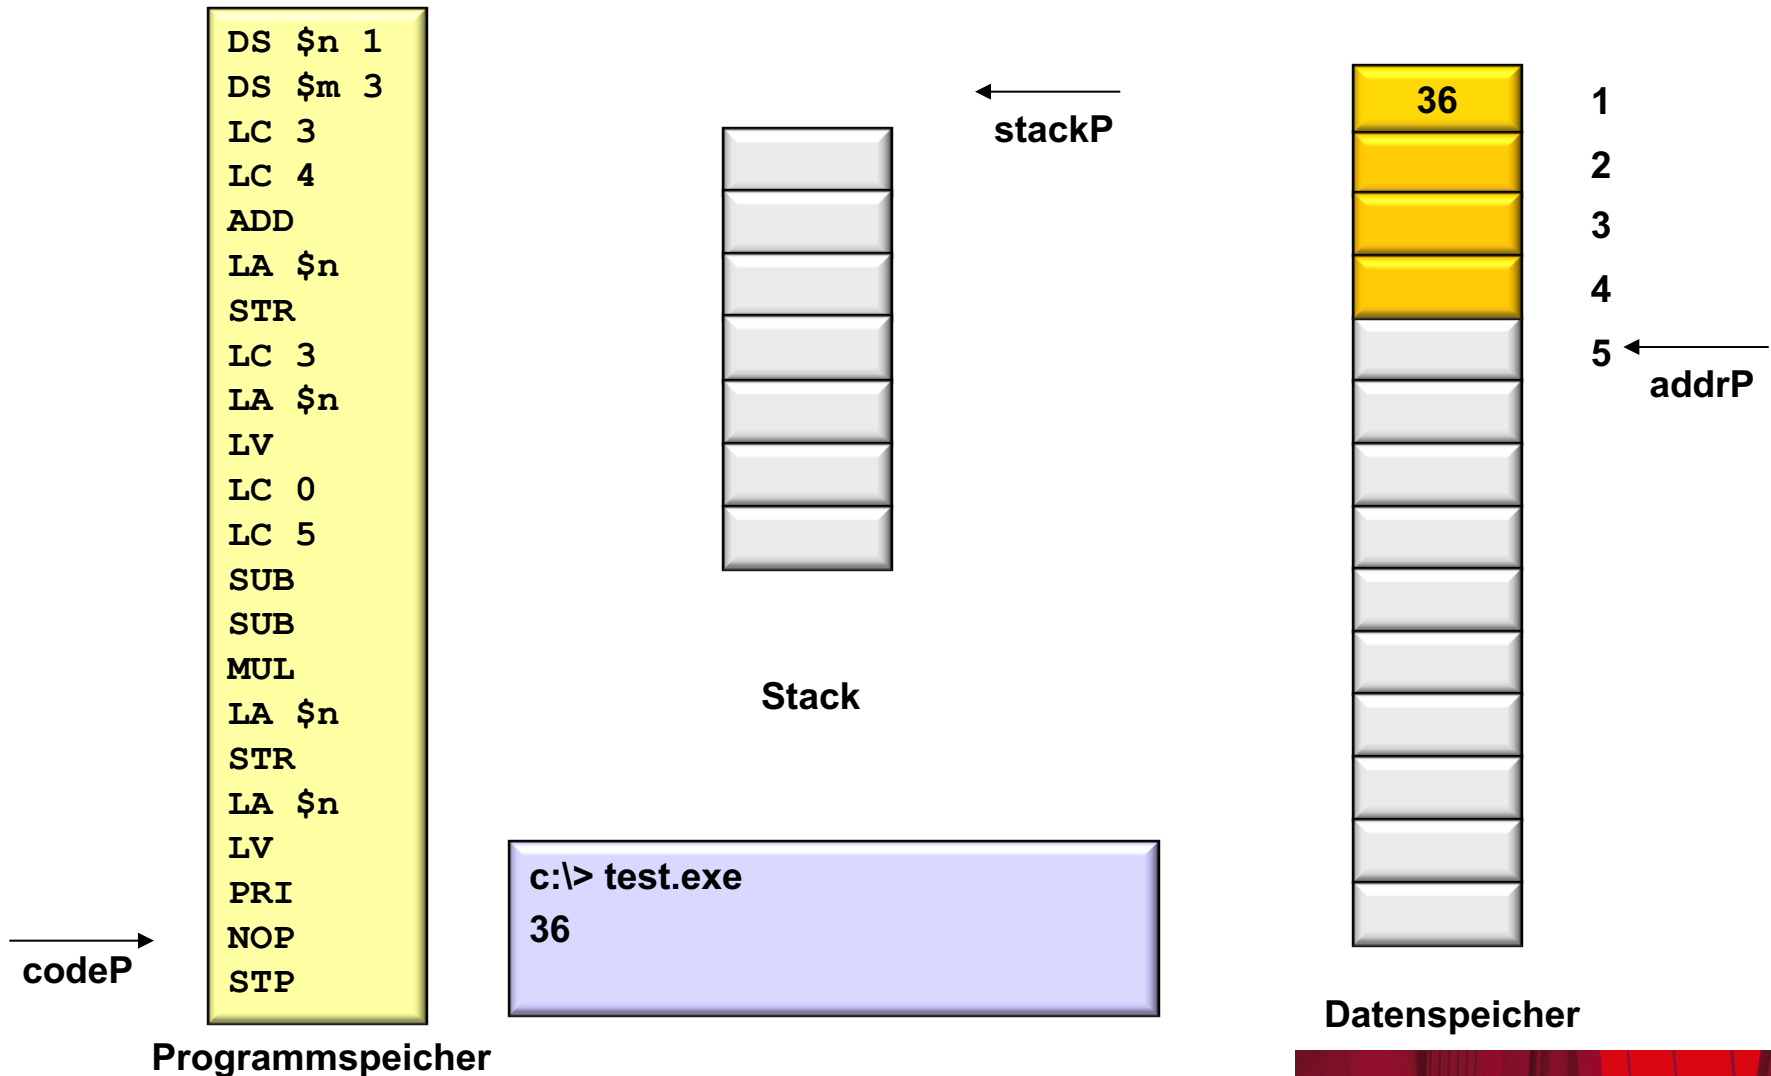 DS $n 1
DS $m 3
LC 3
LC 4
ADD
LA $n
STR
LC 3
LA $n
LV
LC 0
LC 5
SUB
SUB
MUL
LA $n
STR
LA $n
LV
PRI
NOP
STP
codeP
Programmspeicher
stackP
Stack
c:\> test.exe
36
36
1
2
3
4
5
addrP
Datenspeicher